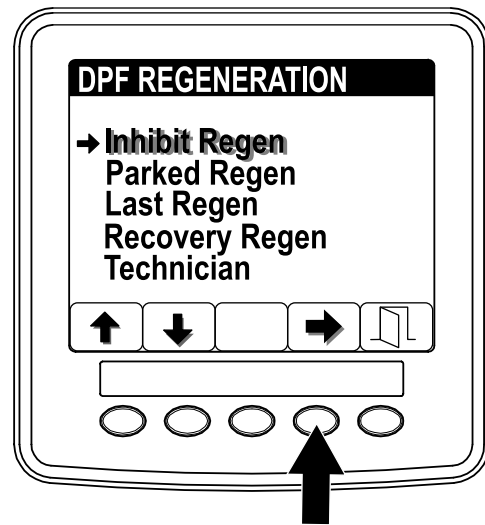 DPF REGENERATION
Inhibit Regen
Parked Regen
Last Regen
Recovery Regen
Technician